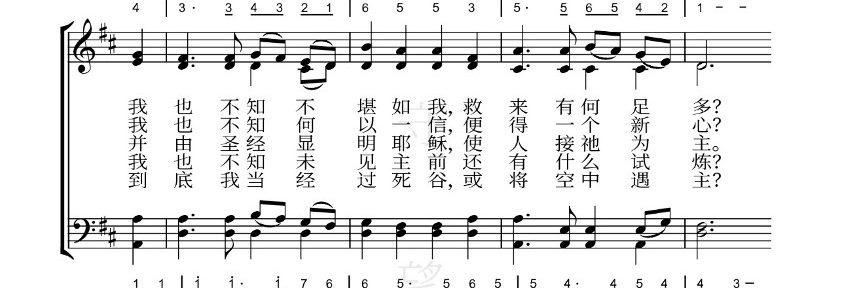 4 | 3· 3 4 3 2 1 | 6 5 5 3 | 5· 5 6 5 4 2 | 1 - -
我 也 不 知 不 堪 如 我, 救 来 有 何 足 多?
我 也 不 知 何 以 一 信, 便 得 一 个 新 心?
并 由 圣 经 显 明 耶 稣, 使 人 接 祂 为 主。
我 也 不 知 未 见 主 前 还 有 什 么 试 炼?
到 底 我 当 经 过 死 谷, 或 将 空 中 遇 主?
1 1 | i i· i 7 6 | 6 5· 5 6 5 | 5 4· 4 5 4 | 4 3-